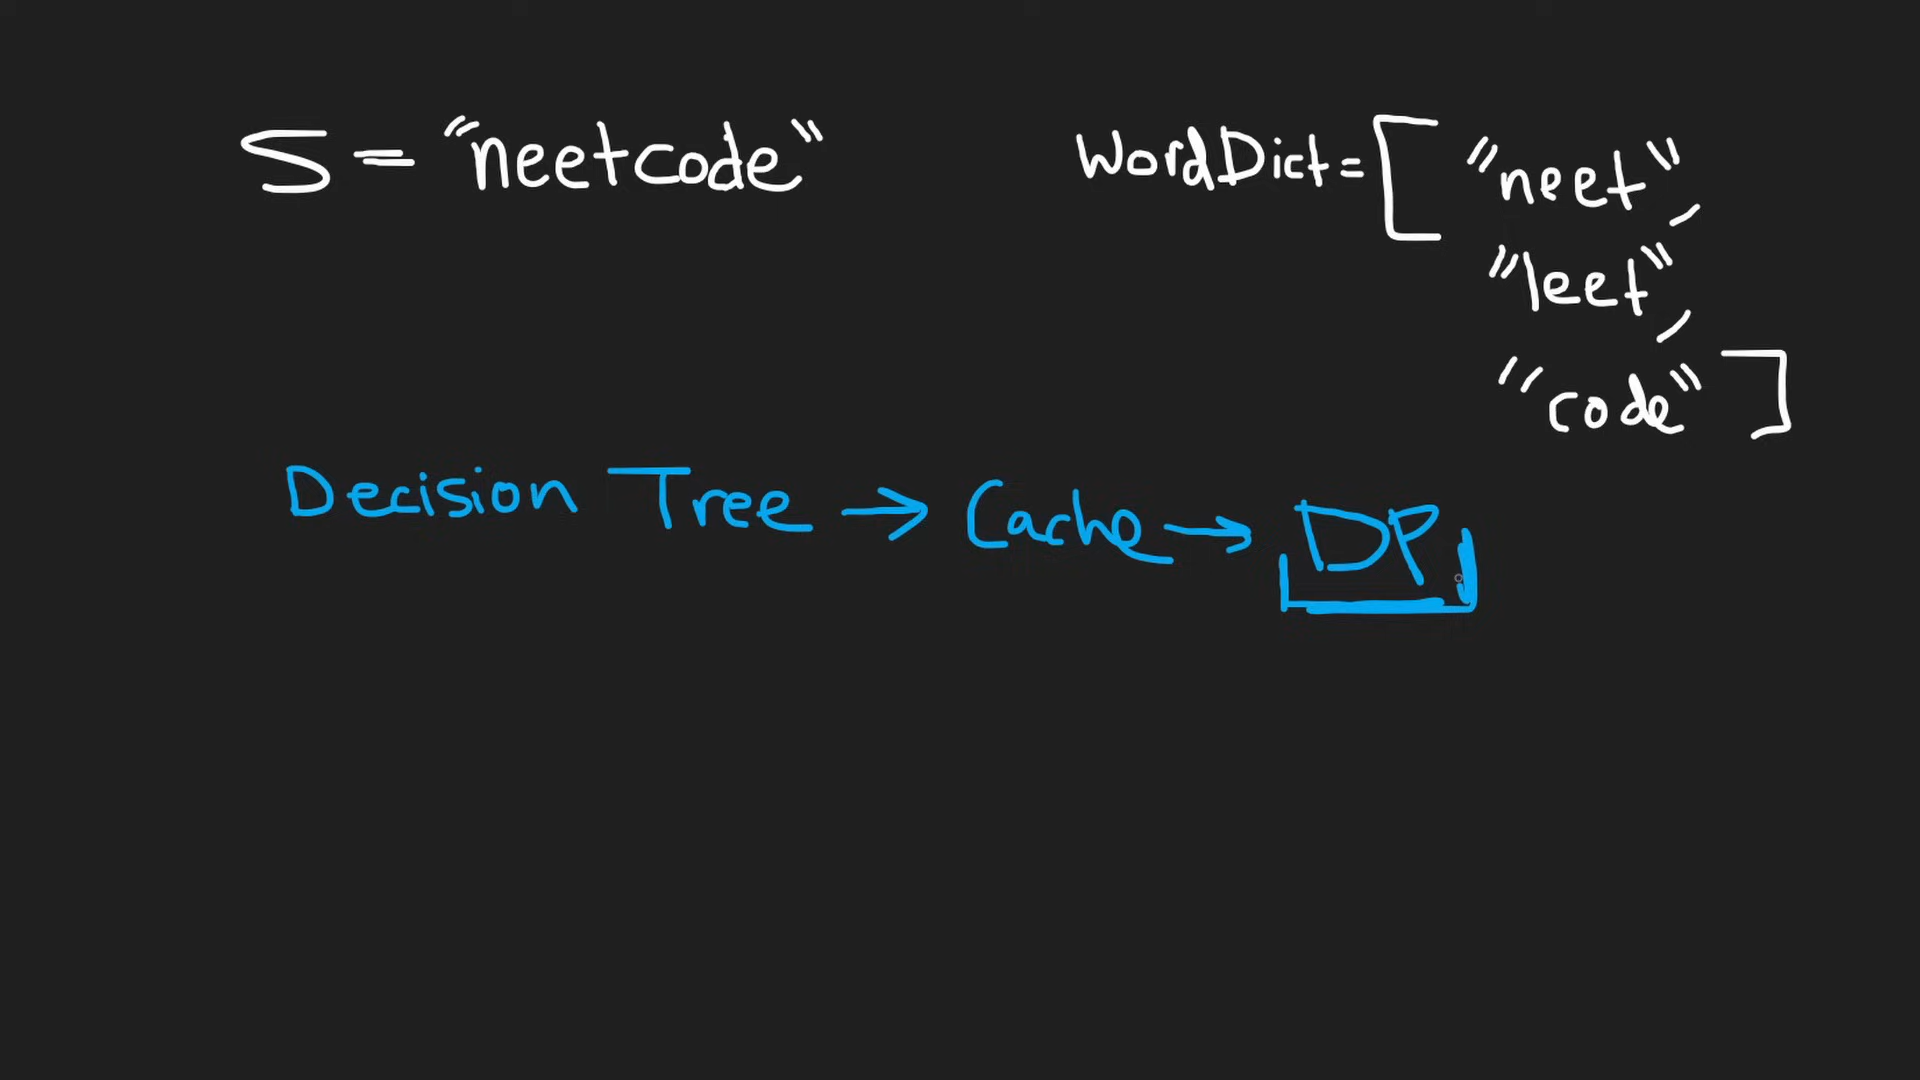 S = "neetcode"
WordDict = [ "neet",
"leet",
"code" ]
Decision Tree → Cache → DP